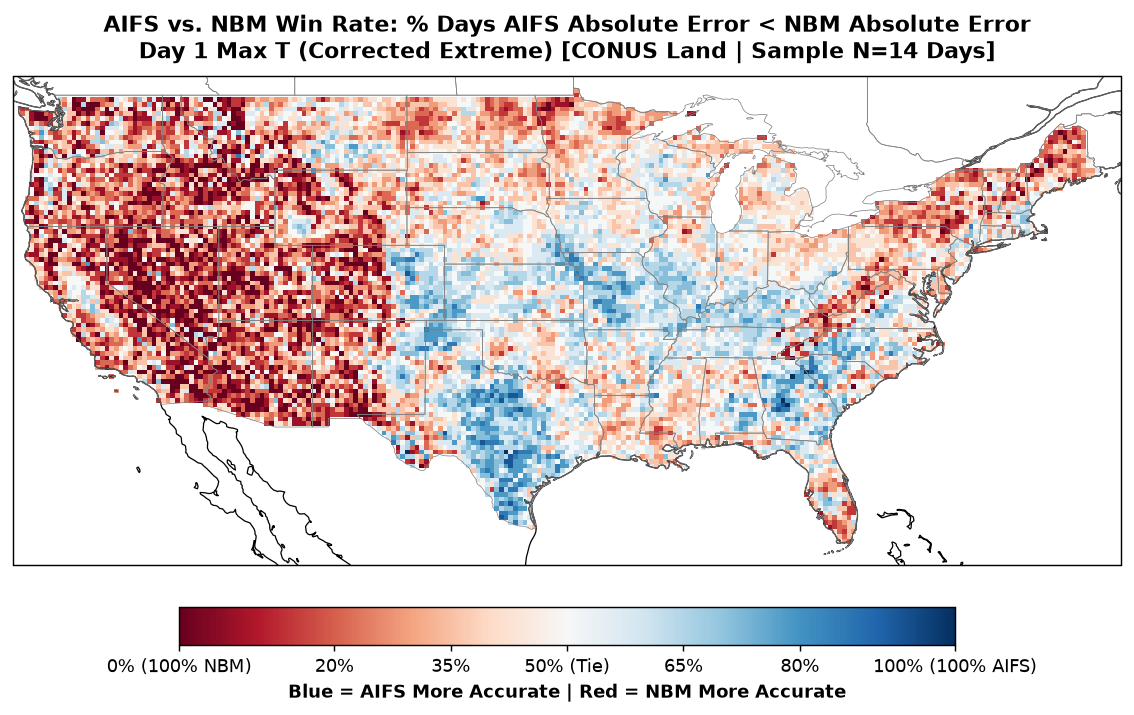 AIFS vs. NBM Win Rate: % Days AIFS Absolute Error < NBM Absolute Error
Day 1 Max T (Corrected Extreme) [CONUS Land | Sample N=14 Days]
0% (100% NBM) 20% 35% 50% (Tie) 65% 80% 100% (100% AIFS)
Blue = AIFS More Accurate | Red = NBM More Accurate